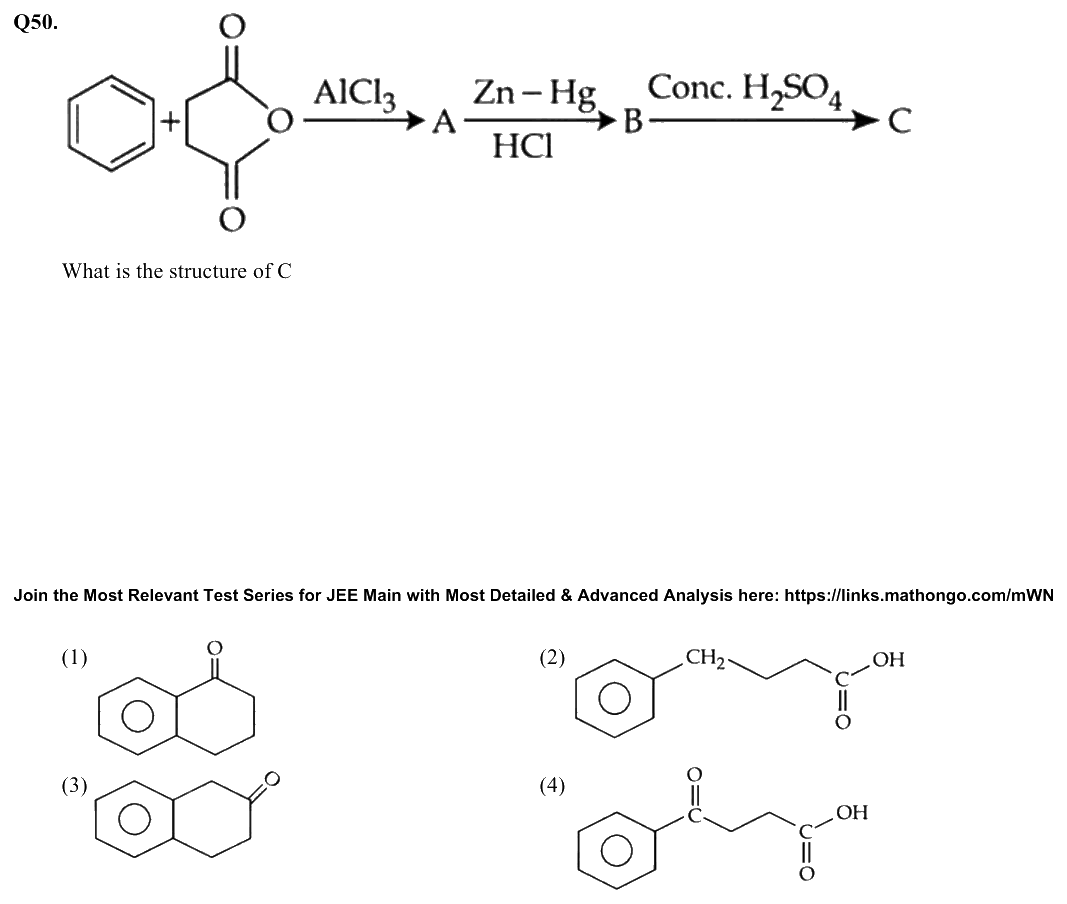 Q50.
O
+ O AlCl₃ A Zn – Hg HCl B Conc. H₂SO₄ C
O
What is the structure of C
Join the Most Relevant Test Series for JEE Main with Most Detailed & Advanced Analysis here: https://links.mathongo.com/mWN
(1) O
(2) CH₂ C OH O
(3) O
(4) O C C OH O